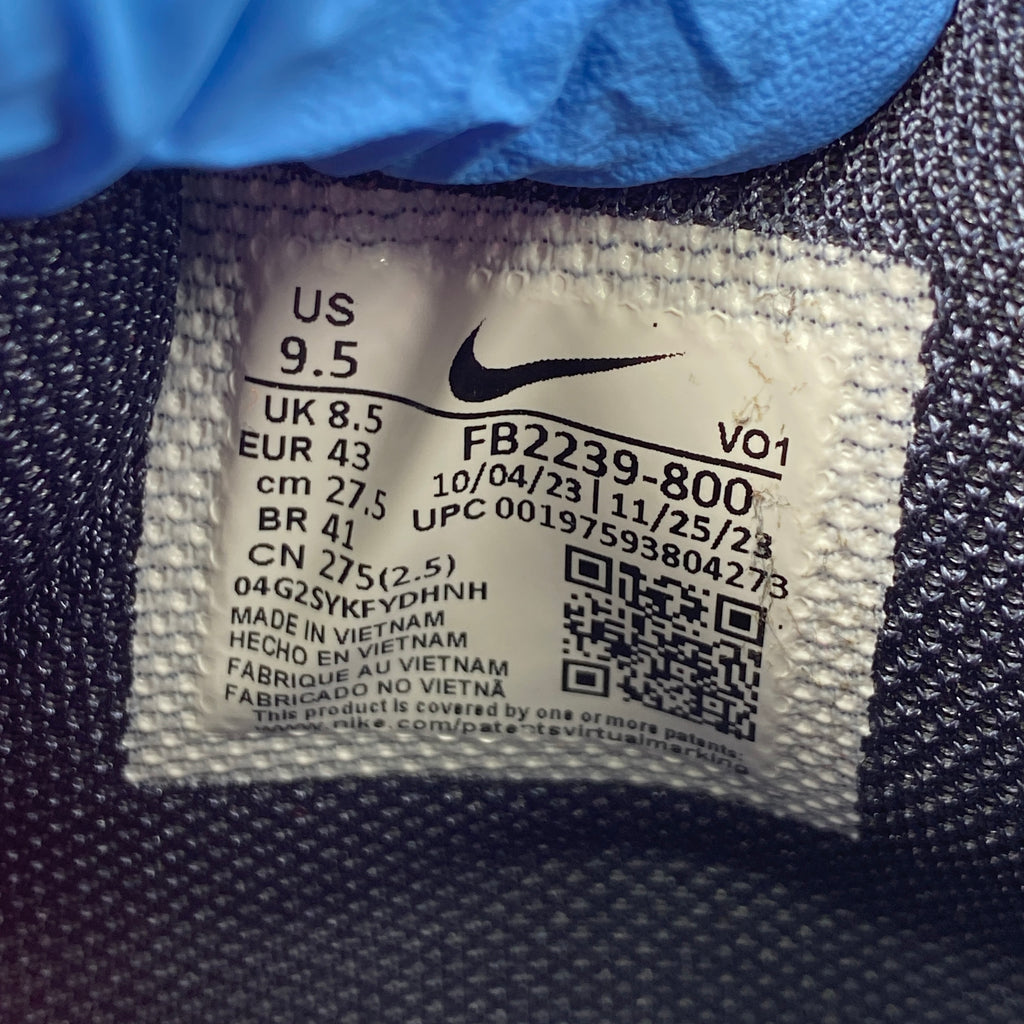 US
9.5
UK 8.5
EUR 43
cm 27.5
BR 41
CN 275(2.5)
04G2SYKFYDHNH
MADE IN VIETNAM
HECHO EN VIETNAM
FABRIQUE AU VIETNAM
FABRICADO NO VIETNÃ
This product is covered by one or more patents:
www.nike.com/patentsvirtualmarking
VO1
FB2239-800
10/04/23 | 11/25/23
UPC 00197593804273